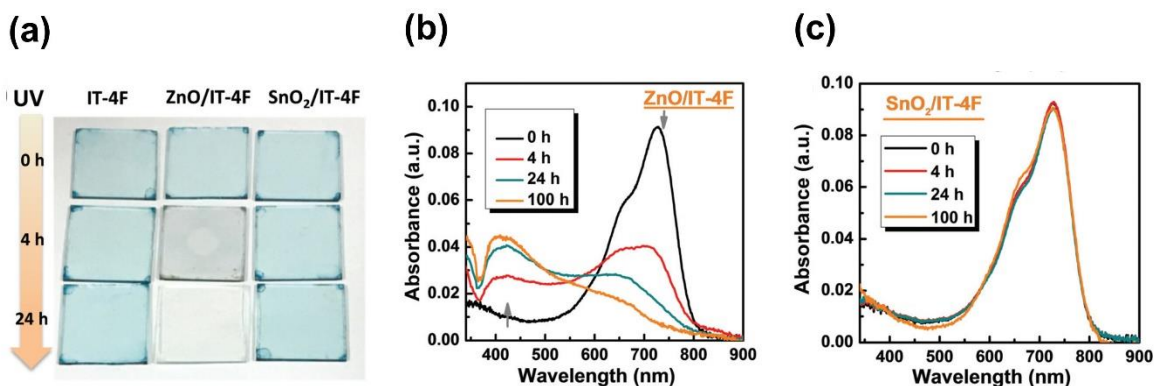 (a)
UV
IT-4F
ZnO/IT-4F
SnO₂/IT-4F
0 h
4 h
24 h
(b)
ZnO/IT-4F
0 h
4 h
24 h
100 h
Absorbance (a.u.)
0.10
0.08
0.06
0.04
0.02
0.00
400 500 600 700 800 900
Wavelength (nm)
(c)
SnO₂/IT-4F
0 h
4 h
24 h
100 h
Absorbance (a.u.)
0.10
0.08
0.06
0.04
0.02
0.00
400 500 600 700 800 900
Wavelength (nm)